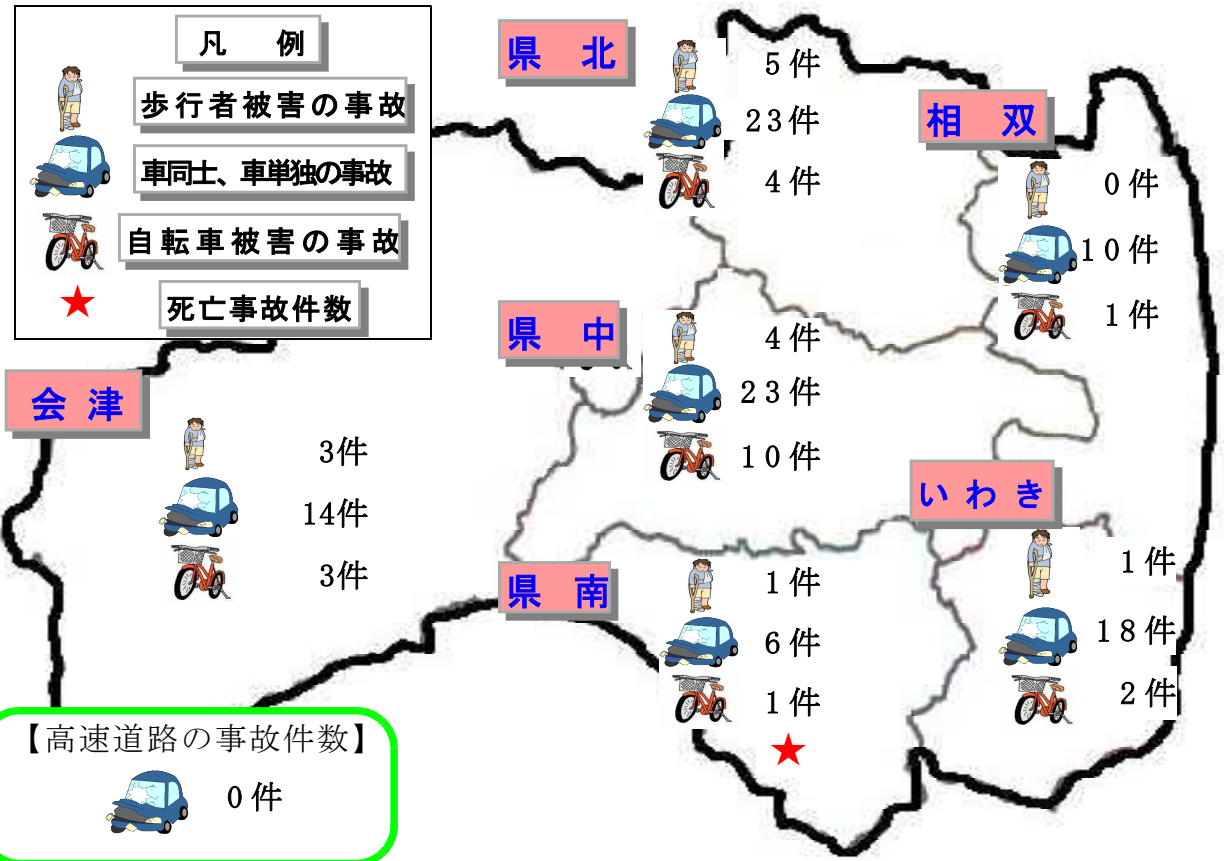 凡　例
歩行者被害の事故
車同士、車単独の事故
自転車被害の事故
★ 死亡事故件数
県　北
5件
23件
4件
相　双
0件
10件
1件
県　中
4件
23件
10件
会津
3件
14件
3件
いわき
1件
18件
2件
県　南
1件
6件
1件
★
【高速道路の事故件数】
0件